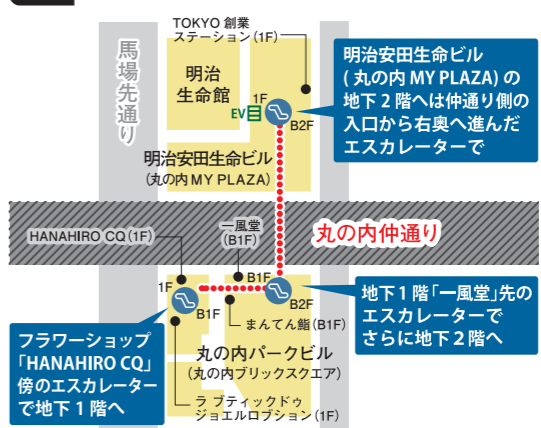 TOKYO 創業
ステーション(1F)
馬場先通り
明治
生命館
1F
EV
B2F
明治安田生命ビル
(丸の内 MY PLAZA)
明治安田生命ビル
( 丸の内 MY PLAZA) の
地下 2 階へは仲通り側の
入口から右奥へ進んだ
エスカレーターで
HANAHIRO CQ(1F)
一風堂
(B1F)
丸の内仲通り
1F
B1F
B1F
B2F
まんてん鮨(B1F)
丸の内パークビル
(丸の内ブリックスクエア)
ラ ブティックドゥ
ジョエルロブション(1F)
地下 1 階「一風堂」先の
エスカレーターで
さらに地下 2 階へ
フラワーショップ
「HANAHIRO CQ」
傍のエスカレーター
で地下 1 階へ